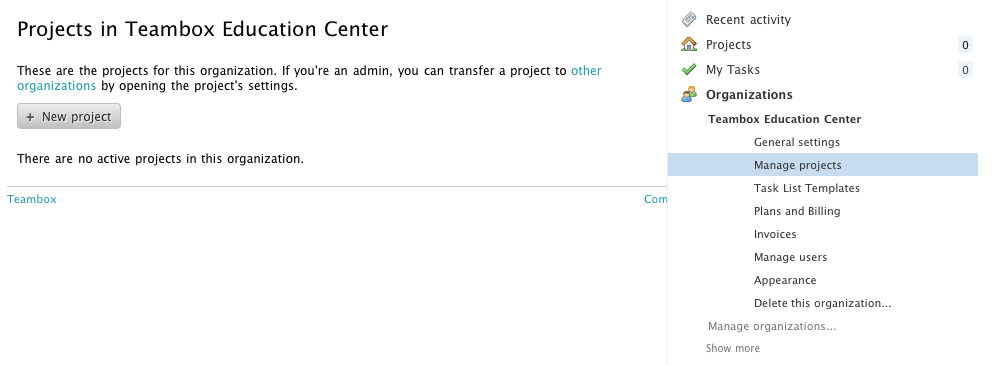 Projects in Teambox Education Center
These are the projects for this organization. If you're an admin, you can transfer a project to other
organizations by opening the project's settings.
+ New project
There are no active projects in this organization.
Teambox
Com
Recent activity
Projects 0
My Tasks 0
Organizations
Teambox Education Center
General settings
Manage projects
Task List Templates
Plans and Billing
Invoices
Manage users
Appearance
Delete this organization...
Manage organizations...
Show more